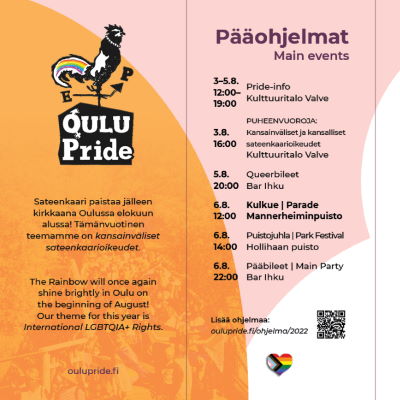 E P
OULU
Pride
Sateenkaari paistaa jälleen
kirkkaana Oulussa elokuun
alussa! Tämänvuotinen
teemamme on kansainväliset
sateenkaarioikeudet.
The Rainbow will once again
shine brightly in Oulu on
the beginning of August!
Our theme for this year is
International LGBTQIA+ Rights.
oulupride.fi
Pääohjelmat
Main events
3–5.8.
12:00–
19:00
Pride-info
Kulttuuritalo Valve
3.8.
16:00
PUHEENVUOROJA:
Kansainväliset ja kansalliset
sateenkaarioikeudet
Kulttuuritalo Valve
5.8.
20:00
Queerbileet
Bar Ihku
6.8.
12:00
Kulkue | Parade
Mannerheiminpuisto
6.8.
14:00
Puistojuhla | Park Festival
Hollihaan puisto
6.8.
22:00
Pääbileet | Main Party
Bar Ihku
Lisää ohjelmaa:
oulupride.fi/ohjelma/2022